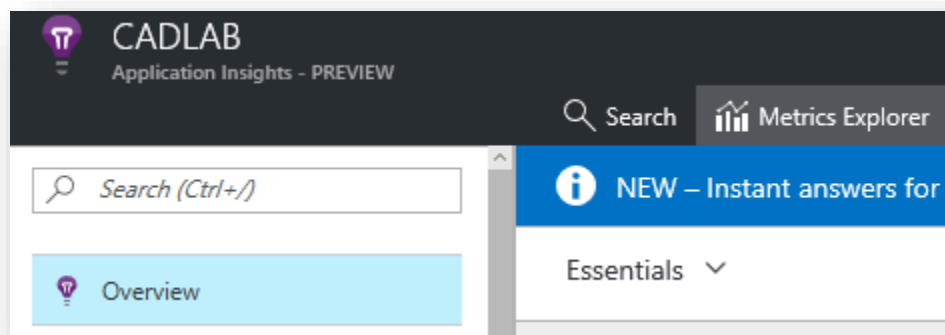 CADLAB
Application Insights - PREVIEW
Search
Metrics Explorer
Search (Ctrl+/)
NEW – Instant answers for
Essentials
Overview